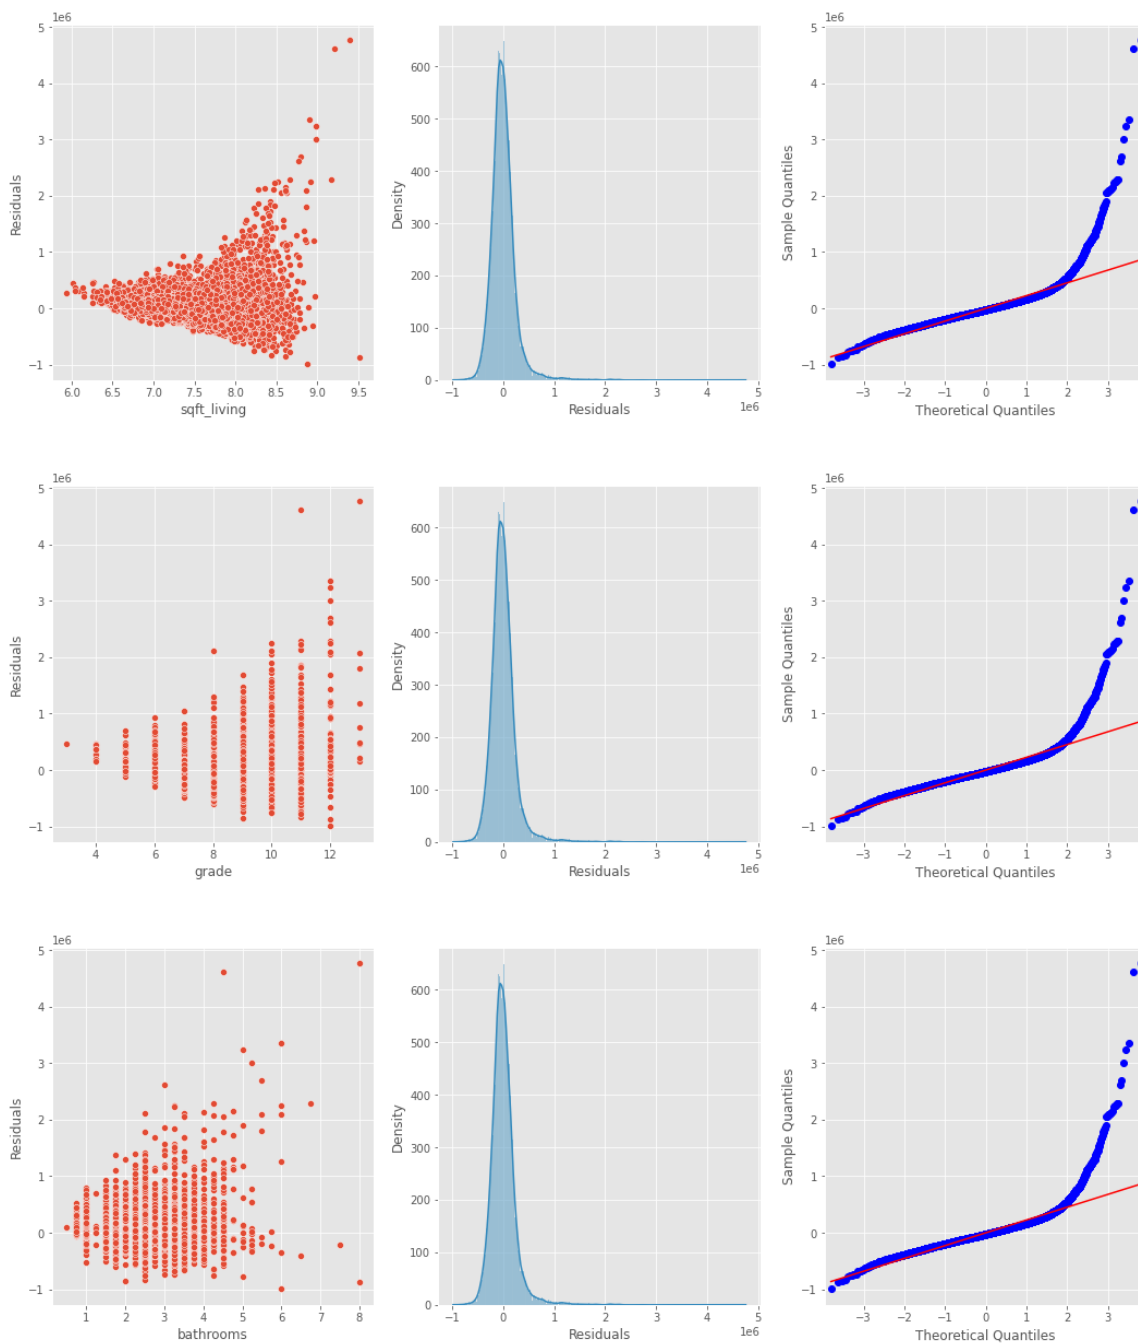 1e6
5
4
3
2
1
0
−1
Residuals
6.0 6.5 7.0 7.5 8.0 8.5 9.0 9.5
sqft_living
600
500
400
300
200
100
0
Density
−1 0 1 2 3 4 5
Residuals
1e6
1e6
5
4
3
2
1
0
−1
Sample Quantiles
−3 −2 −1 0 1 2 3
Theoretical Quantiles
1e6
5
4
3
2
1
0
−1
Residuals
4 6 8 10 12
grade
600
500
400
300
200
100
0
Density
−1 0 1 2 3 4 5
Residuals
1e6
1e6
5
4
3
2
1
0
−1
Sample Quantiles
−3 −2 −1 0 1 2 3
Theoretical Quantiles
1e6
5
4
3
2
1
0
−1
Residuals
1 2 3 4 5 6 7 8
bathrooms
600
500
400
300
200
100
0
Density
−1 0 1 2 3 4 5
Residuals
1e6
1e6
5
4
3
2
1
0
−1
Sample Quantiles
−3 −2 −1 0 1 2 3
Theoretical Quantiles